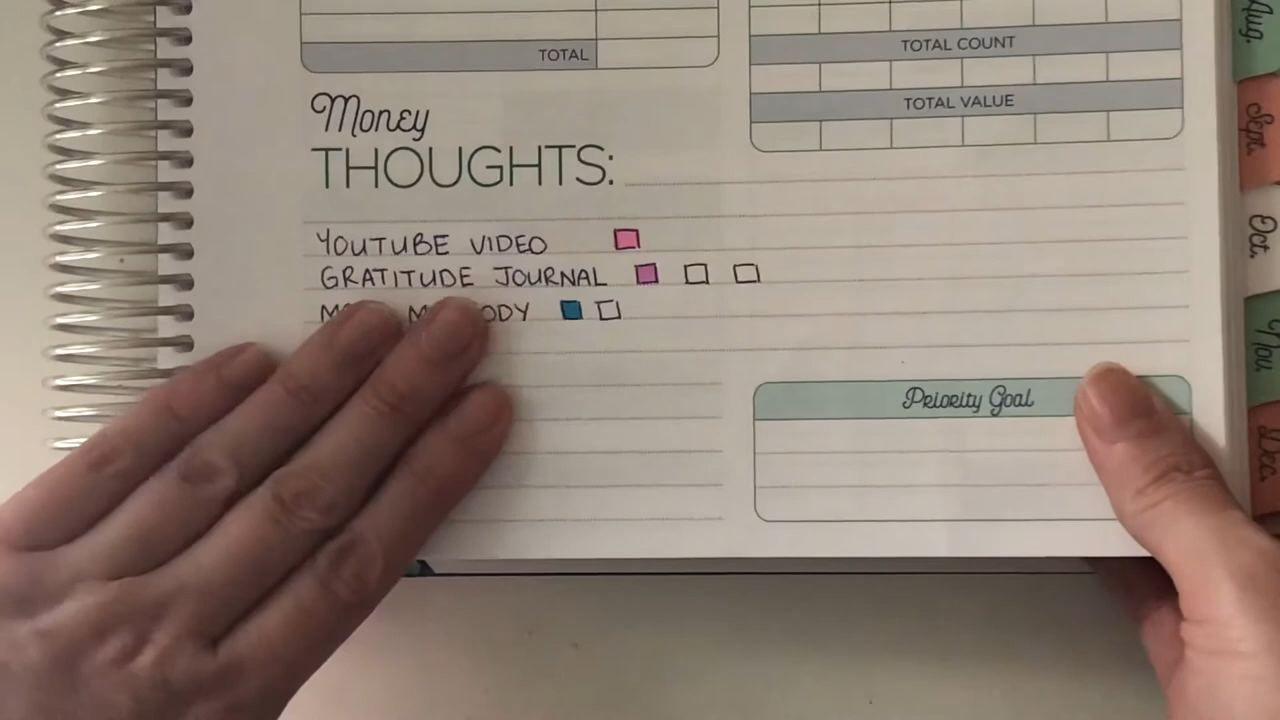 TOTAL
TOTAL COUNT
TOTAL VALUE
Money
THOUGHTS:
YOUTUBE VIDEO
GRATITUDE JOURNAL
Priority Goal
Aug.
Sept.
Oct.
Nov.
Dec.